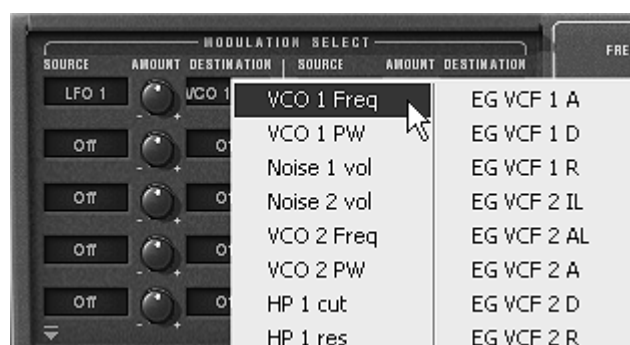 MODULATION SELECT
SOURCE AMOUNT DESTINATION | SOURCE AMOUNT DESTINATION
FRE
LFO 1 VCO 1
Off
Off
Off
Off
VCO 1 Freq
VCO 1 PW
Noise 1 vol
Noise 2 vol
VCO 2 Freq
VCO 2 PW
HP 1 cut
HP 1 res
EG VCF 1 A
EG VCF 1 D
EG VCF 1 R
EG VCF 2 IL
EG VCF 2 AL
EG VCF 2 A
EG VCF 2 D
EG VCF 2 R